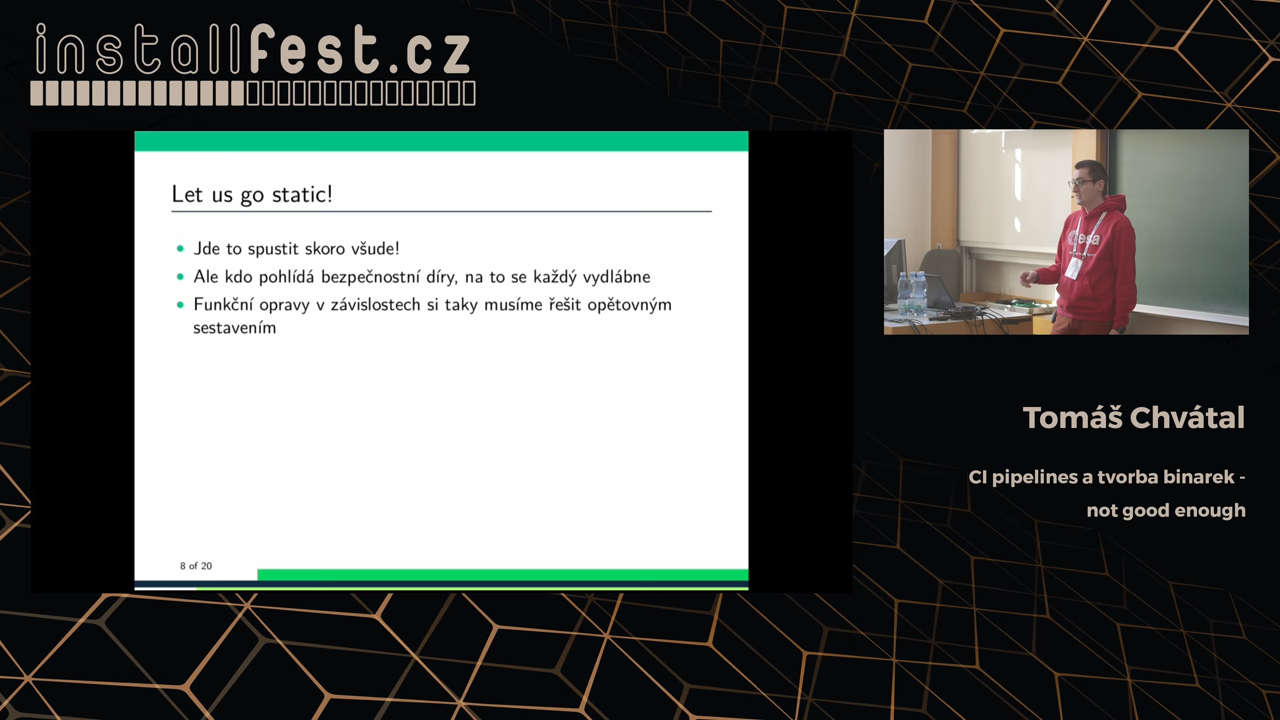 installfest.cz
Let us go static!
Jde to spustit skoro všude!
Ale kdo pohlídá bezpečnostní díry, na to se každý vydlábne
Funkční opravy v závislostech si taky musíme řešit opětovným
sestavením
8 of 20
esa
Tomáš Chvátal
CI pipelines a tvorba binarek -
not good enough